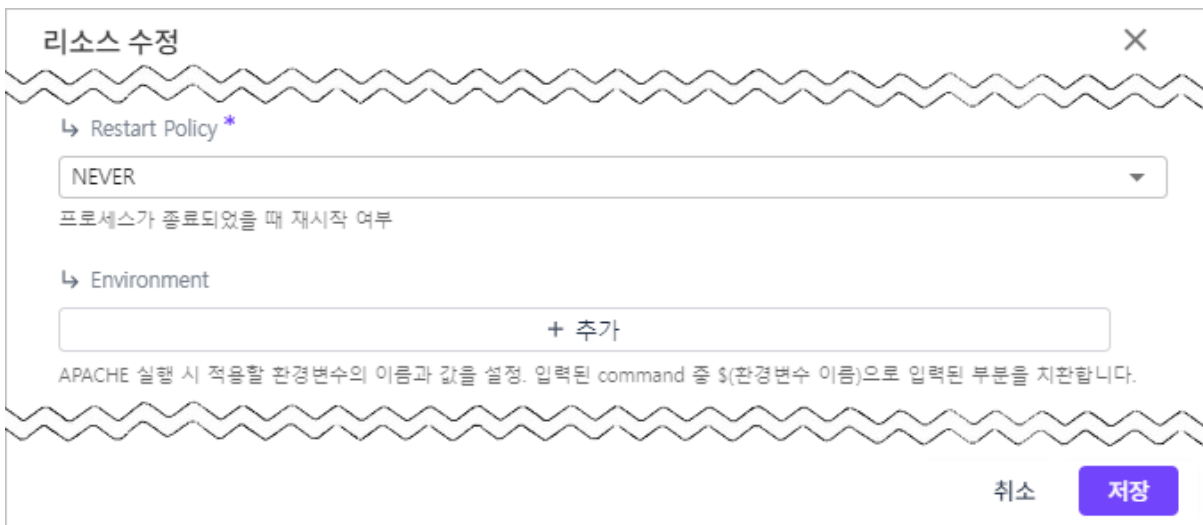 리소스 수정
↳ Restart Policy *
NEVER
프로세스가 종료되었을 때 재시작 여부
↳ Environment
+ 추가
APACHE 실행 시 적용할 환경변수의 이름과 값을 설정. 입력된 command 중 $(환경변수 이름)으로 입력된 부분을 치환합니다.
취소 저장